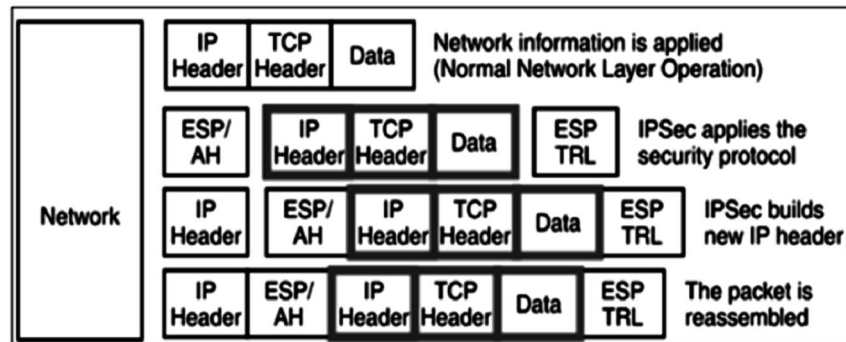 Network
IP Header
TCP Header
Data
Network information is applied
(Normal Network Layer Operation)
ESP/ AH
IP Header
TCP Header
Data
ESP TRL
IPSec applies the
security protocol
IP Header
ESP/ AH
IP Header
TCP Header
Data
ESP TRL
IPSec builds
new IP header
IP Header
ESP/ AH
IP Header
TCP Header
Data
ESP TRL
The packet is
reassembled